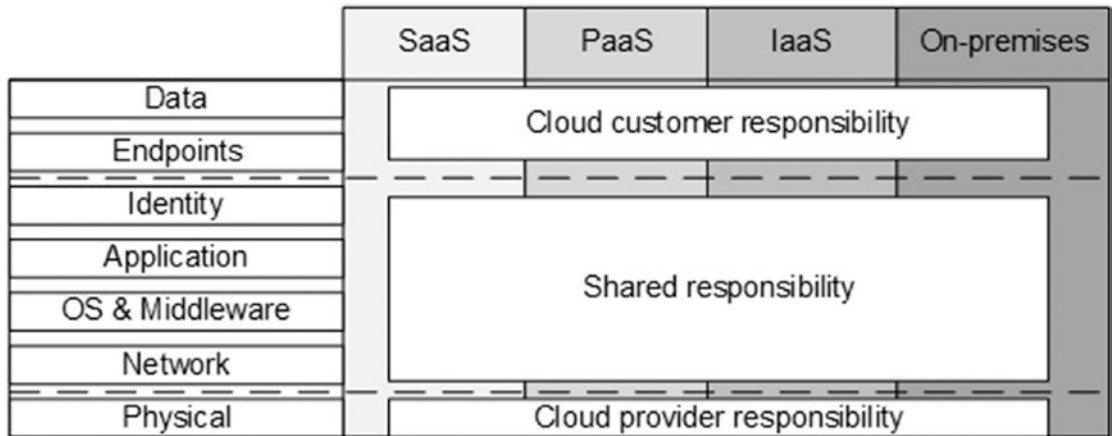 SaaS PaaS IaaS On-premises
Data
Cloud customer responsibility
Endpoints
Identity
Application
Shared responsibility
OS & Middleware
Network
Physical Cloud provider responsibility